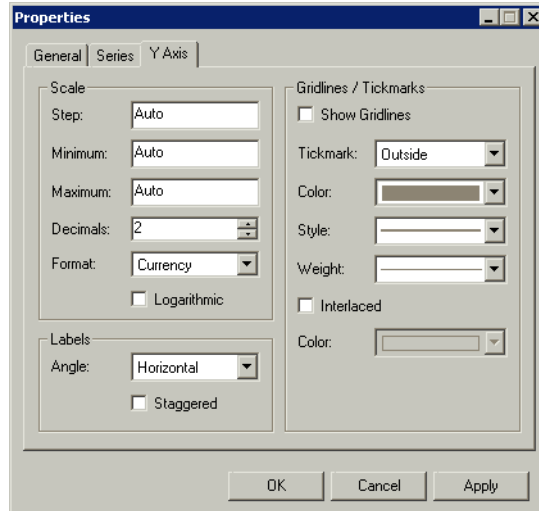 Properties
General Series Y Axis
Scale
Step: Auto
Minimum: Auto
Maximum: Auto
Decimals: 2
Format: Currency
Logarithmic
Labels
Angle: Horizontal
Staggered
Gridlines / Tickmarks
Show Gridlines
Tickmark: Outside
Color:
Style:
Weight:
Interlaced
Color:
OK Cancel Apply